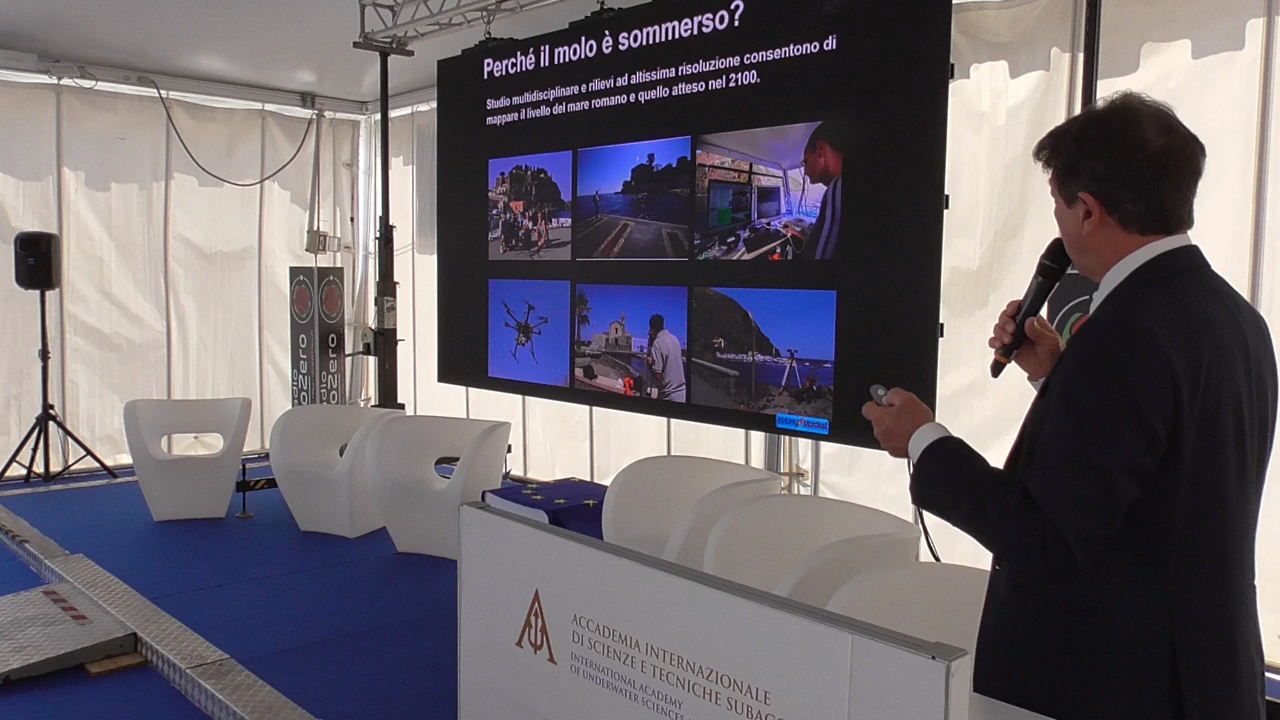 Perché il molo è sommerso?
Studio multidisciplinare e rilievi ad altissima risoluzione consentono di
mappare il livello del mare romano e quello atteso nel 2100.
ACCADEMIA INTERNAZIONALE
DI SCIENZE E TECNICHE SUBACQ
INTERNATIONAL ACADEMY
OF UNDERWATER SCIENCES